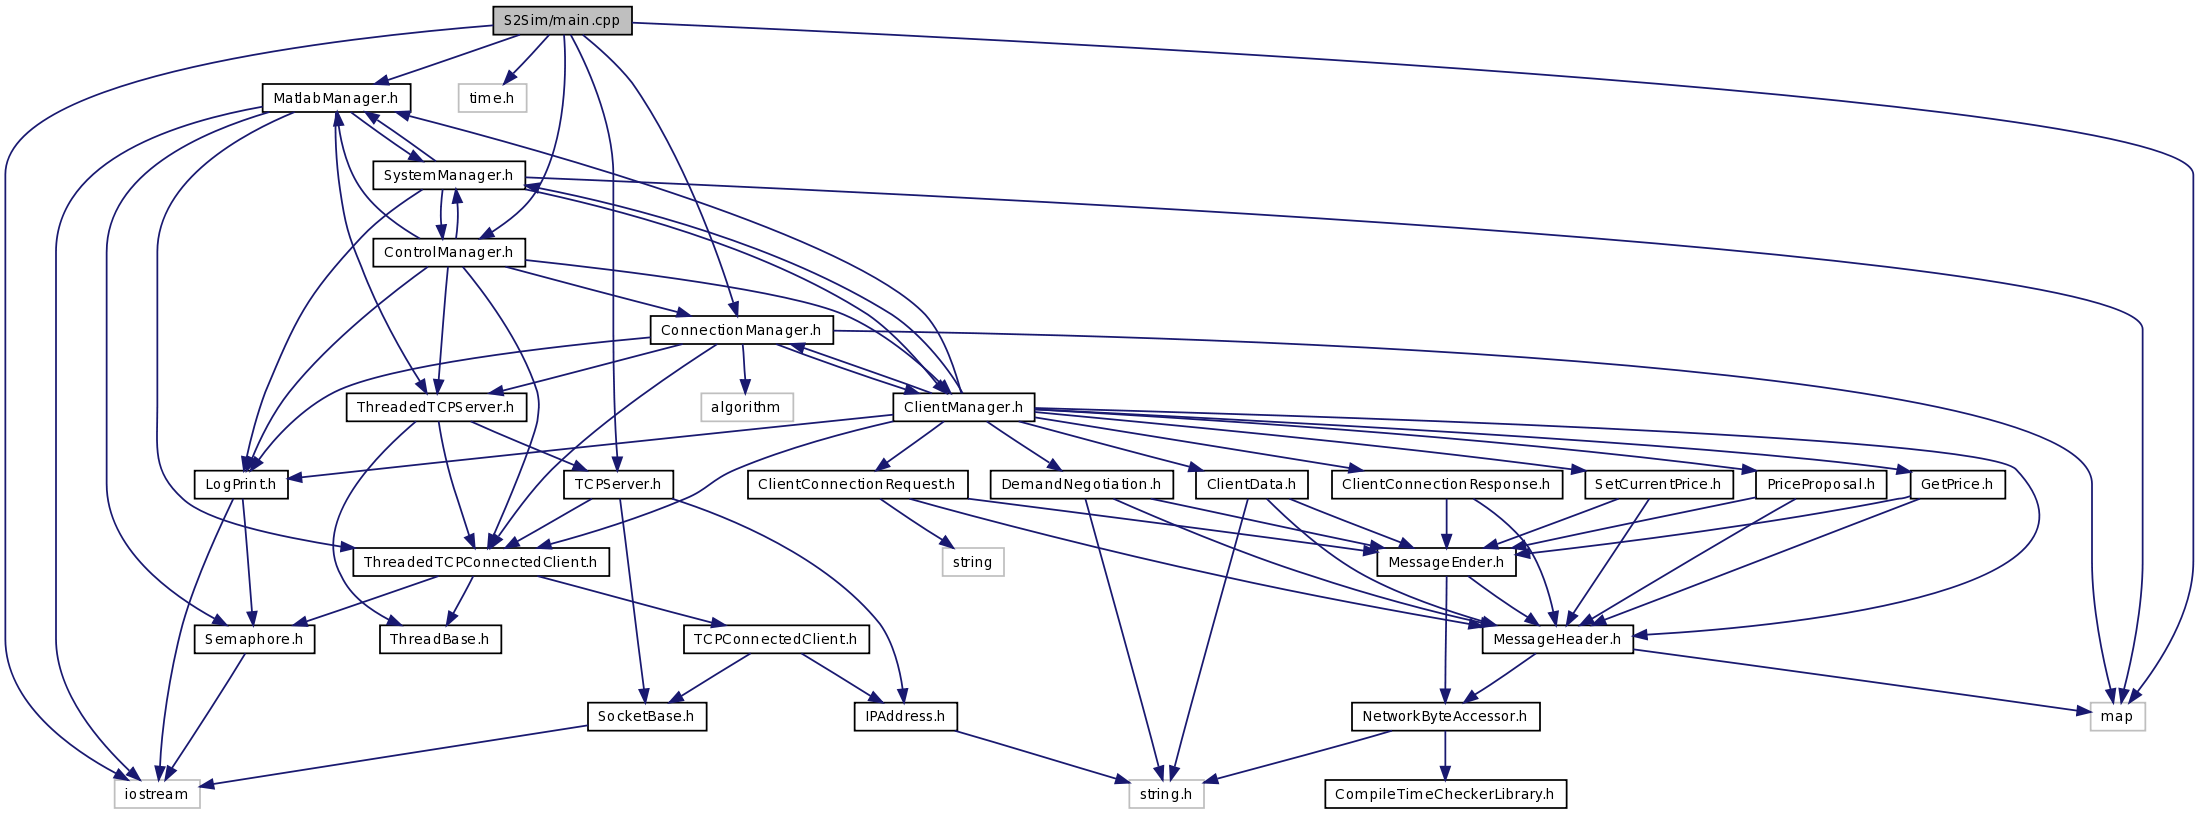 S2Sim/main.cpp
MatlabManager.h
time.h
SystemManager.h
ControlManager.h
ConnectionManager.h
ThreadedTCPServer.h
algorithm
ClientManager.h
LogPrint.h
TCPServer.h
ClientConnectionRequest.h
DemandNegotiation.h
ClientData.h
ClientConnectionResponse.h
SetCurrentPrice.h
PriceProposal.h
GetPrice.h
ThreadedTCPConnectedClient.h
string
MessageEnder.h
Semaphore.h
ThreadBase.h
TCPConnectedClient.h
MessageHeader.h
SocketBase.h
IPAddress.h
NetworkByteAccessor.h
map
iostream
string.h
CompileTimeCheckerLibrary.h